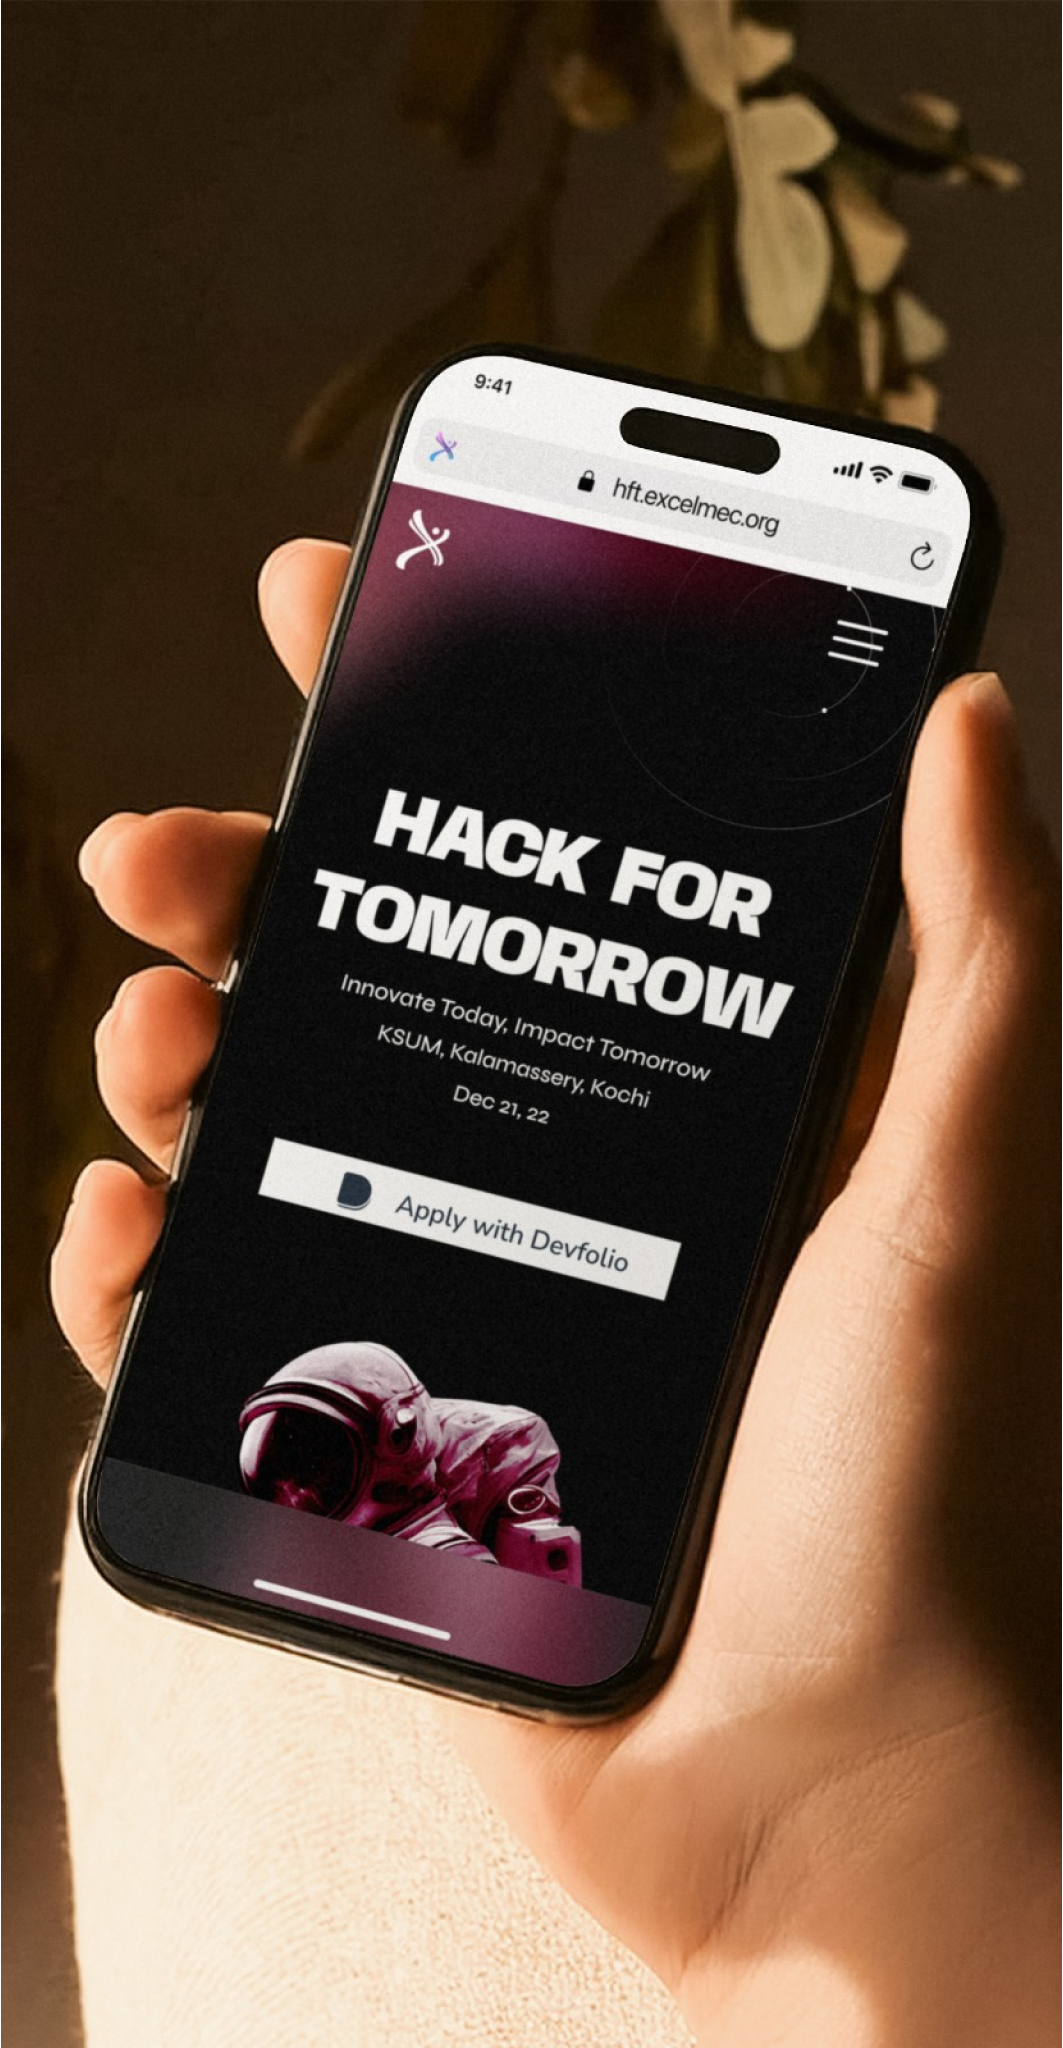 9:41
hft.excelmec.org
HACK FOR
TOMORROW
Innovate Today, Impact Tomorrow
KSUM, Kalamassery, Kochi
Dec 21, 22
Apply with Devfolio